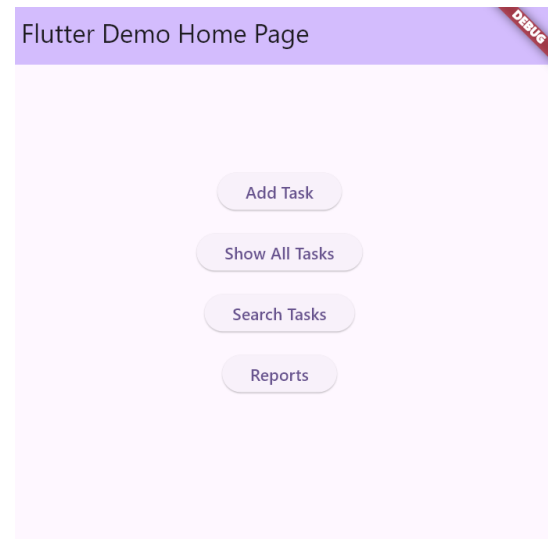 Flutter Demo Home Page
DEBUG
Add Task
Show All Tasks
Search Tasks
Reports